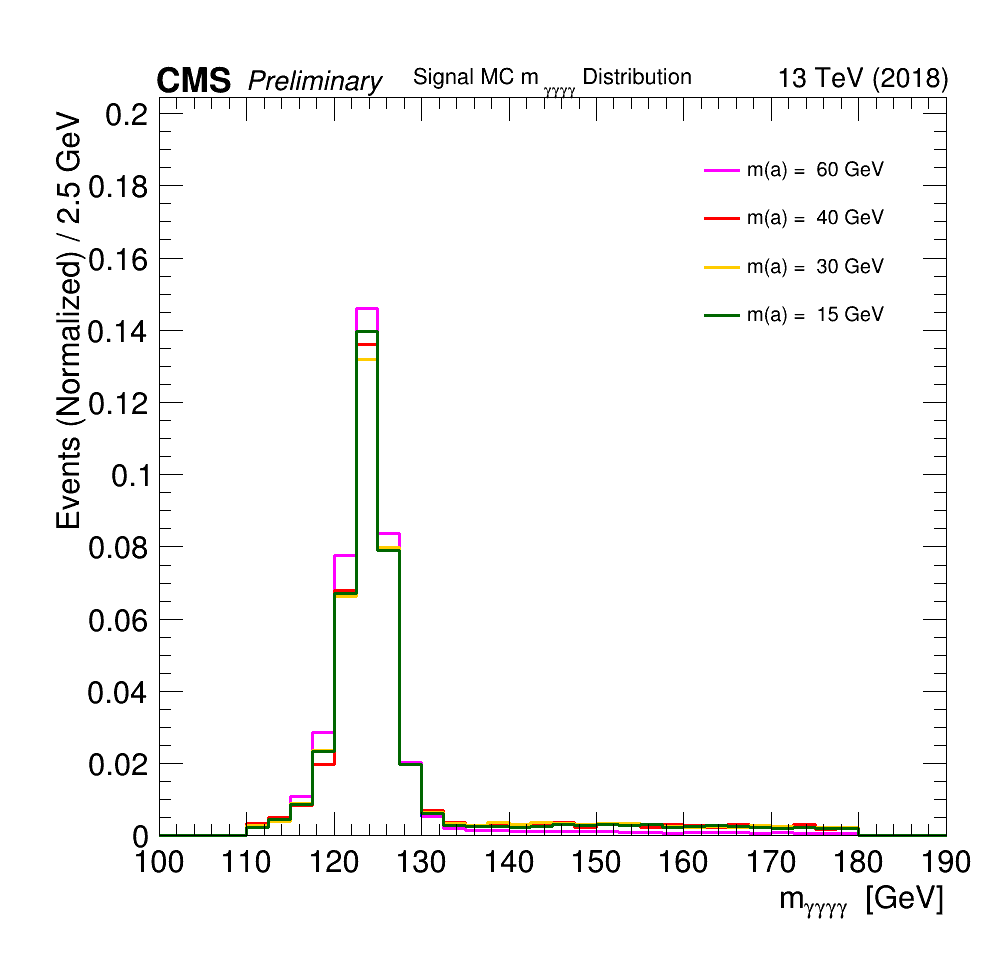 CMS Preliminary Signal MC m γγγγ Distribution 13 TeV (2018)
Events (Normalized) / 2.5 GeV
0.2
0.18
0.16
0.14
0.12
0.1
0.08
0.06
0.04
0.02
0
m(a) = 60 GeV
m(a) = 40 GeV
m(a) = 30 GeV
m(a) = 15 GeV
100 110 120 130 140 150 160 170 180 190
mγγγγ [GeV]